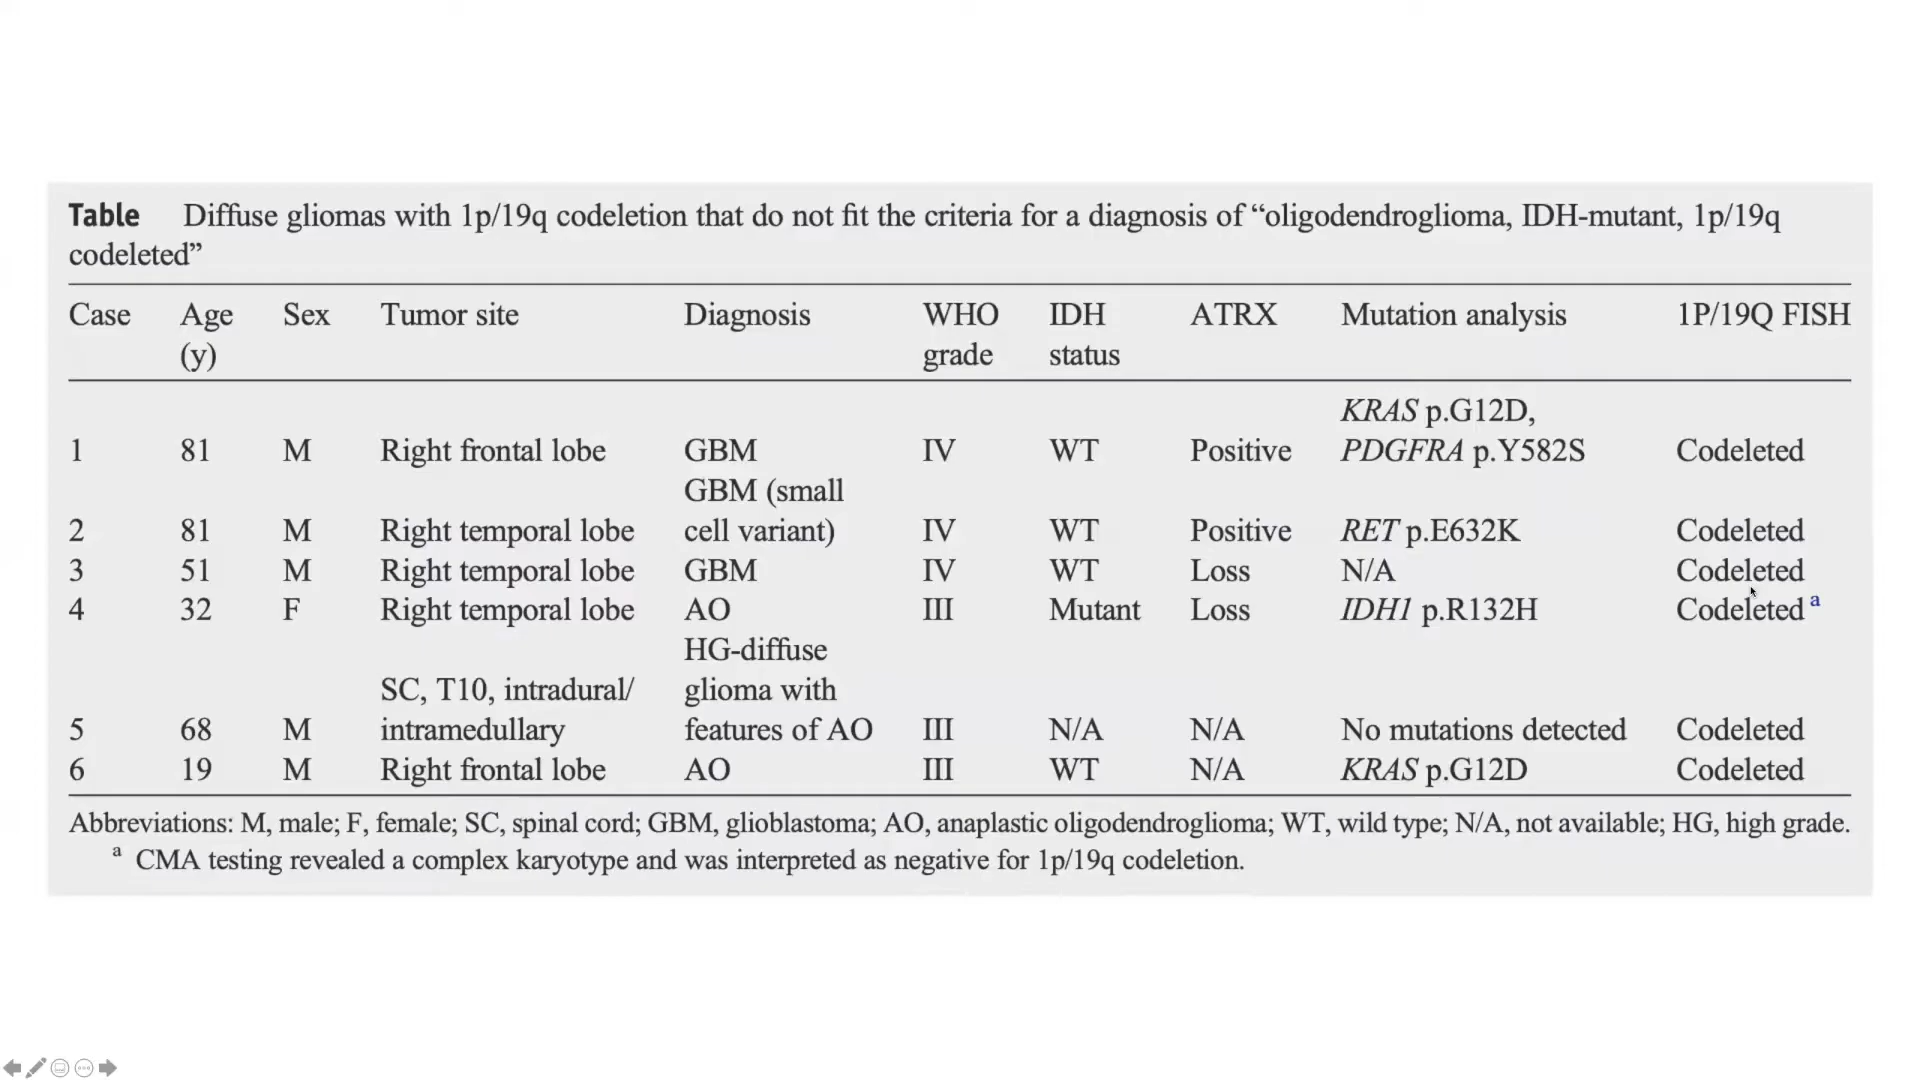 Table Diffuse gliomas with 1p/19q codeletion that do not fit the criteria for a diagnosis of “oligodendroglioma, IDH-mutant, 1p/19q
codeleted”
Case Age Sex Tumor site Diagnosis WHO IDH ATRX Mutation analysis 1P/19Q FISH
(y) grade status
KRAS p.G12D,
1 81 M Right frontal lobe GBM IV WT Positive PDGFRA p.Y582S Codeleted
GBM (small
2 81 M Right temporal lobe cell variant) IV WT Positive RET p.E632K Codeleted
3 51 M Right temporal lobe GBM IV WT Loss N/A Codeleted
4 32 F Right temporal lobe AO III Mutant Loss IDH1 p.R132H Codeleted a
HG-diffuse
SC, T10, intradural/ glioma with
5 68 M intramedullary features of AO III N/A N/A No mutations detected Codeleted
6 19 M Right frontal lobe AO III WT N/A KRAS p.G12D Codeleted
Abbreviations: M, male; F, female; SC, spinal cord; GBM, glioblastoma; AO, anaplastic oligodendroglioma; WT, wild type; N/A, not available; HG, high grade.
a CMA testing revealed a complex karyotype and was interpreted as negative for 1p/19q codeletion.